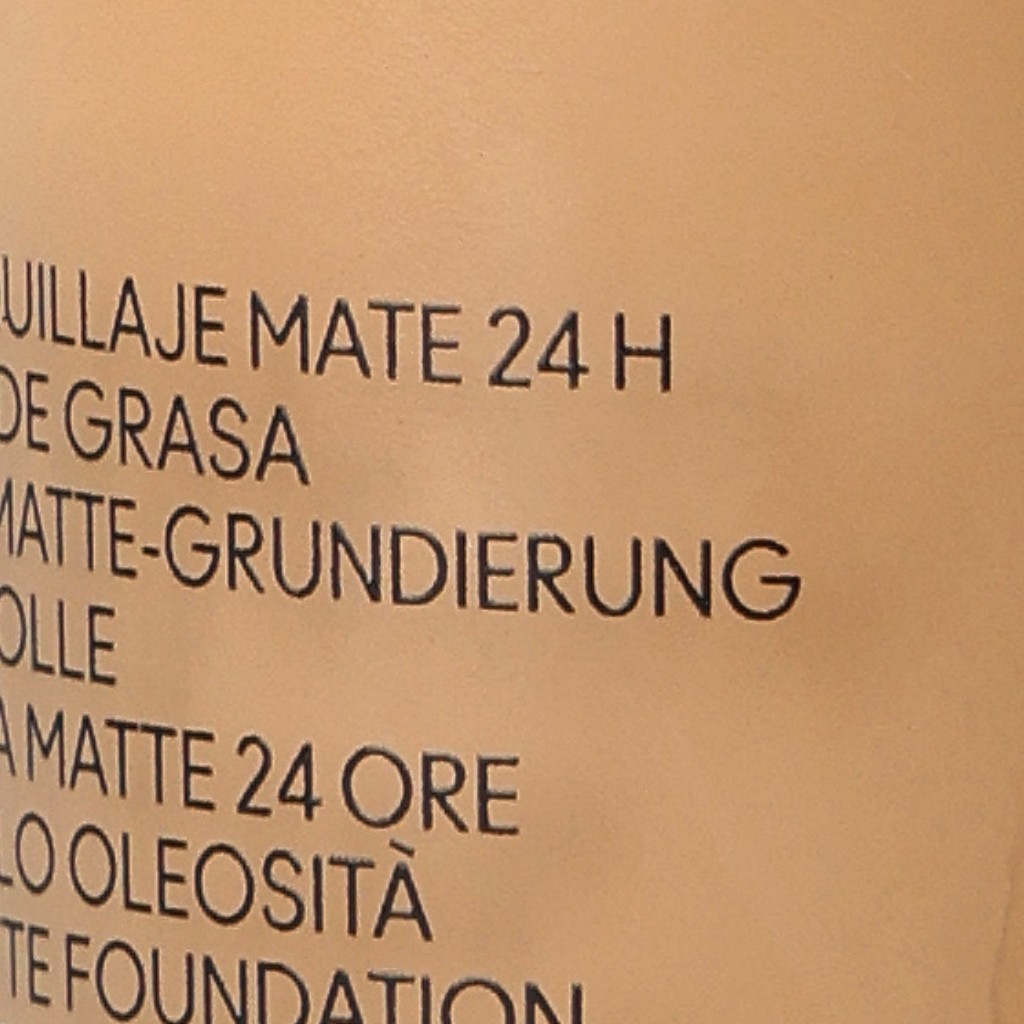 UILLAJE MATE 24 H
DE GRASA
MATTE-GRUNDIERUNG
OLLE
A MATTE 24 ORE
LO OLEOSITÀ
TE FOUNDATION